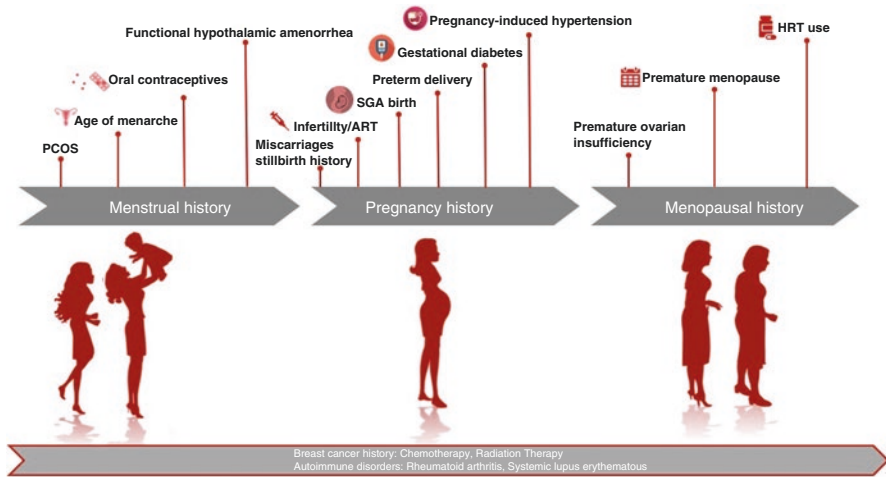 Functional hypothalamic amenorrhea
Oral contraceptives
Age of menarche
PCOS
Pregnancy-induced hypertension
Gestational diabetes
Preterm delivery
SGA birth
Infertillty/ART
Miscarriages
stillbirth history
HRT use
Premature menopause
Premature ovarian
insufficiency
Menstrual history
Pregnancy history
Menopausal history
Breast cancer history: Chemotherapy, Radiation Therapy
Autoimmune disorders: Rheumatoid arthritis, Systemic lupus erythematous